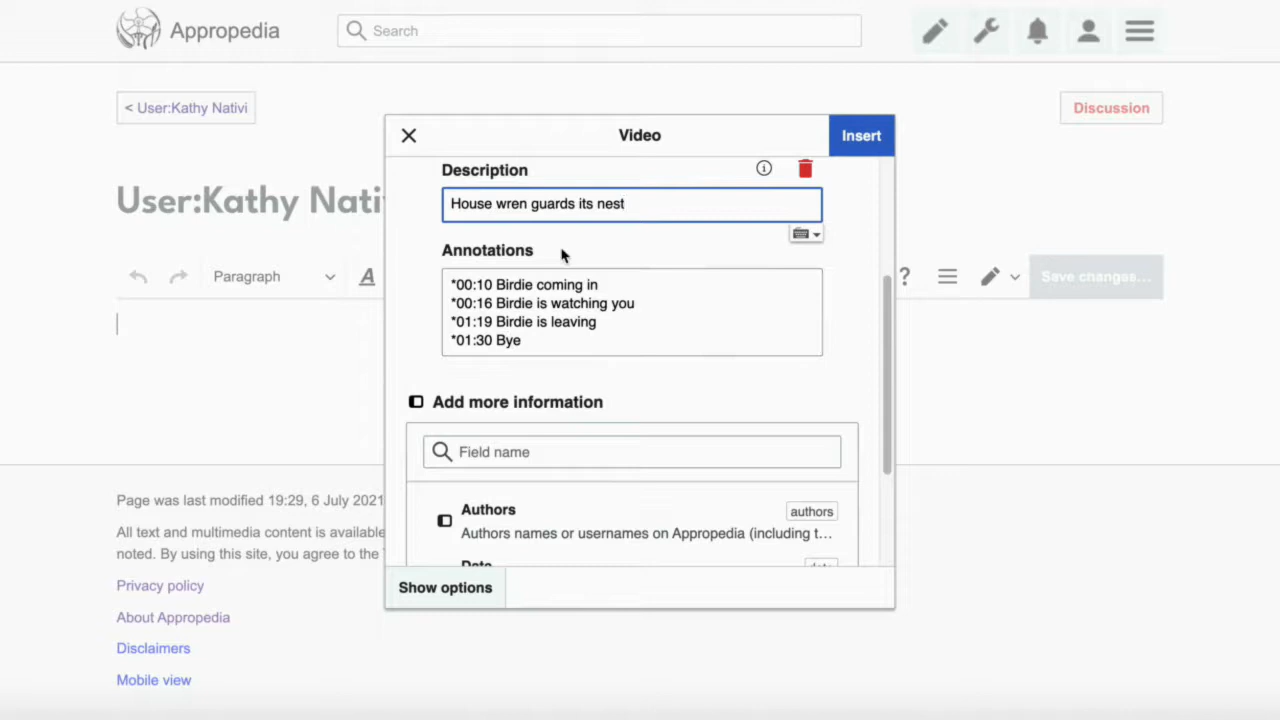 Appropedia
Search
< User:Kathy Nativi
Discussion
Video
Insert
Description
House wren guards its nest
User:Kathy Nati
Annotations
*00:10 Birdie coming in
*00:16 Birdie is watching you
*01:19 Birdie is leaving
*01:30 Bye
Paragraph
A
?
Save changes...
Add more information
Field name
Authors
authors
Authors names or usernames on Appropedia (including t...
Date
date
Show options
Page was last modified 19:29, 6 July 2021
All text and multimedia content is available
noted. By using this site, you agree to the
Privacy policy
About Appropedia
Disclaimers
Mobile view